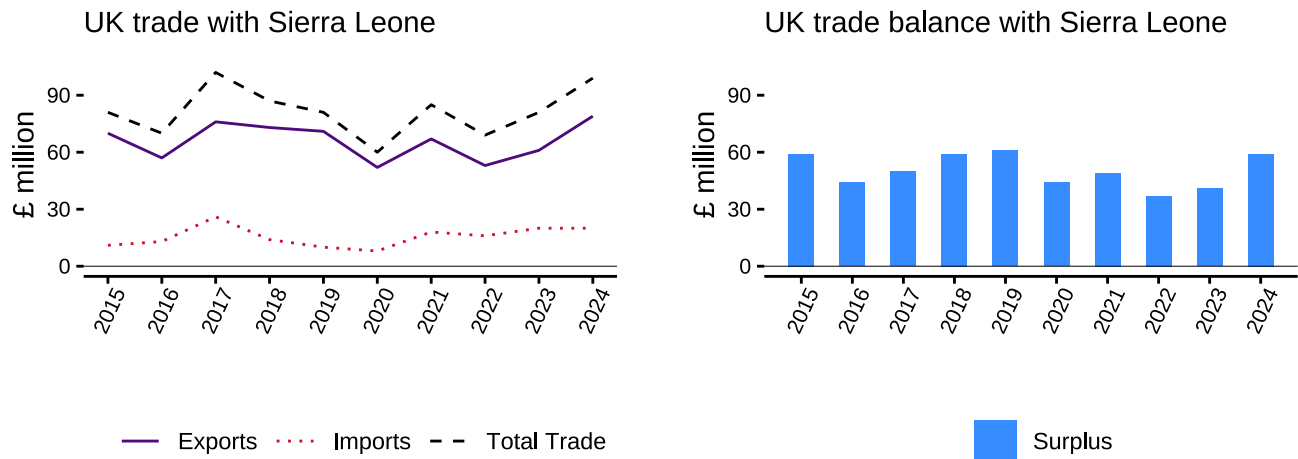 UK trade with Sierra Leone
£ million
90
60
30
0
2015 2016 2017 2018 2019 2020 2021 2022 2023 2024
Exports Imports Total Trade
UK trade balance with Sierra Leone
£ million
90
60
30
0
2015 2016 2017 2018 2019 2020 2021 2022 2023 2024
Surplus